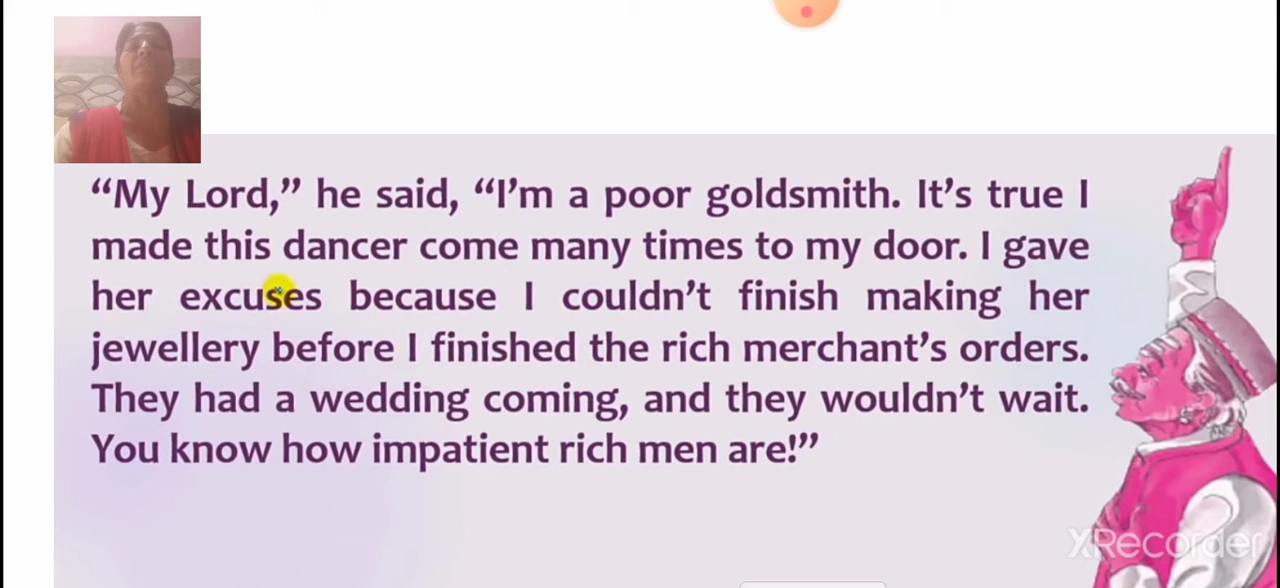 “My Lord,” he said, “I’m a poor goldsmith. It’s true I
made this dancer come many times to my door. I gave
her excuses because I couldn’t finish making her
jewellery before I finished the rich merchant’s orders.
They had a wedding coming, and they wouldn’t wait.
You know how impatient rich men are!”
XRecorder